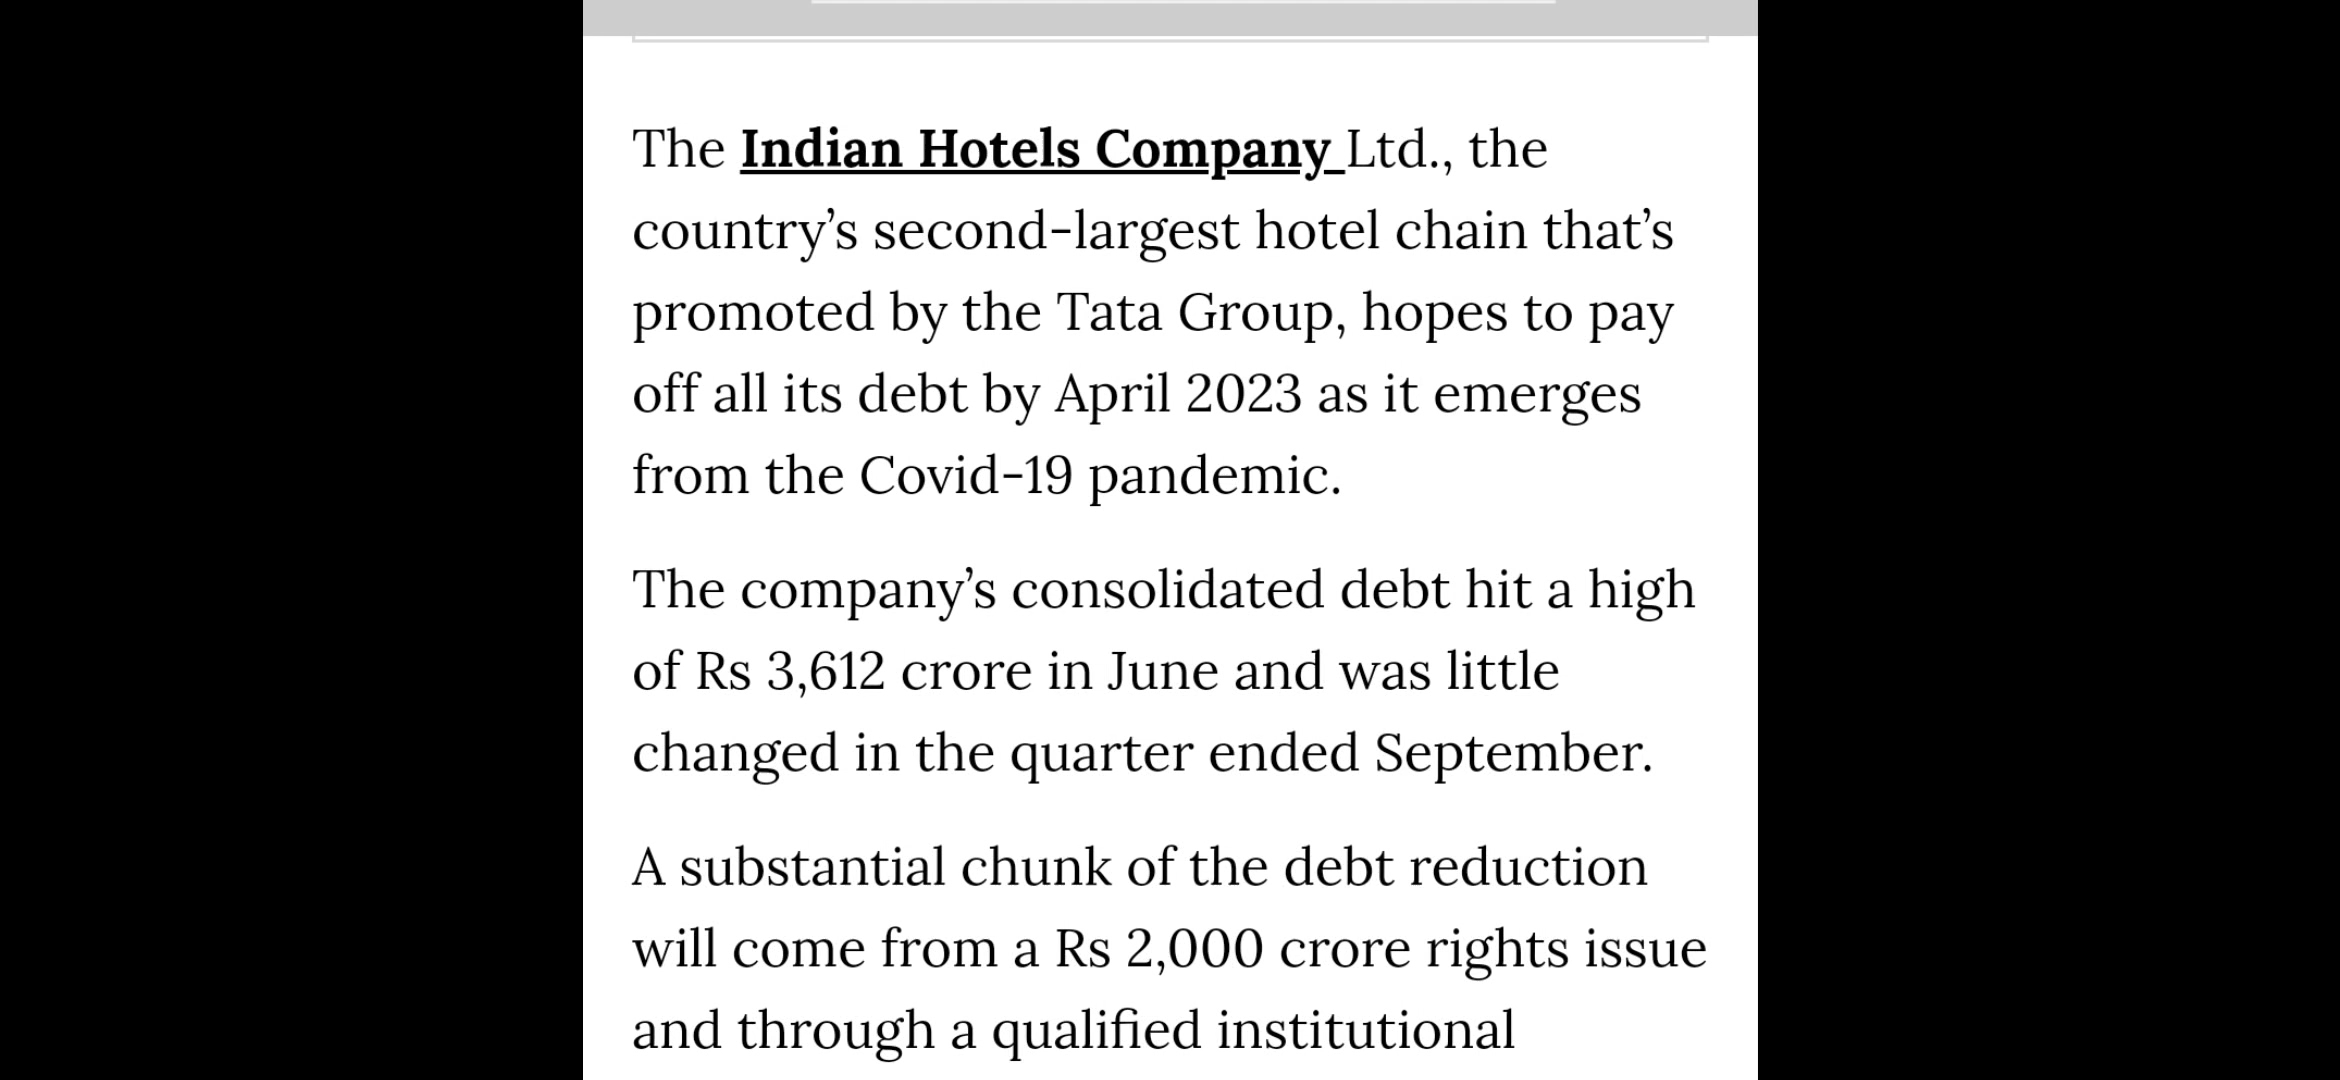 The Indian Hotels Company Ltd., the
country’s second-largest hotel chain that’s
promoted by the Tata Group, hopes to pay
off all its debt by April 2023 as it emerges
from the Covid-19 pandemic.
The company’s consolidated debt hit a high
of Rs 3,612 crore in June and was little
changed in the quarter ended September.
A substantial chunk of the debt reduction
will come from a Rs 2,000 crore rights issue
and through a qualified institutional